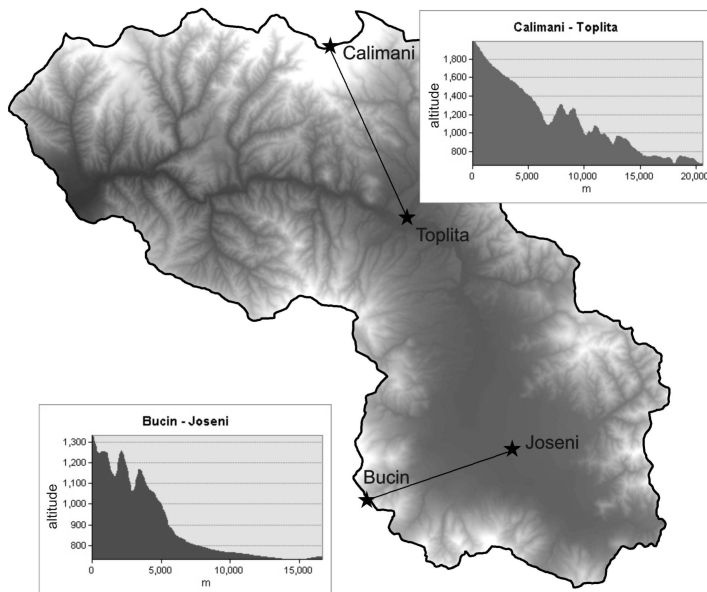 Calimani
Toplita
Calimani - Toplita
altitude
1,800
1,600
1,400
1,200
1,000
800
0
5,000
10,000
15,000
20,000
m
Bucin
Joseni
Bucin - Joseni
altitude
1,300
1,200
1,100
1,000
900
800
0
5,000
10,000
15,000
m